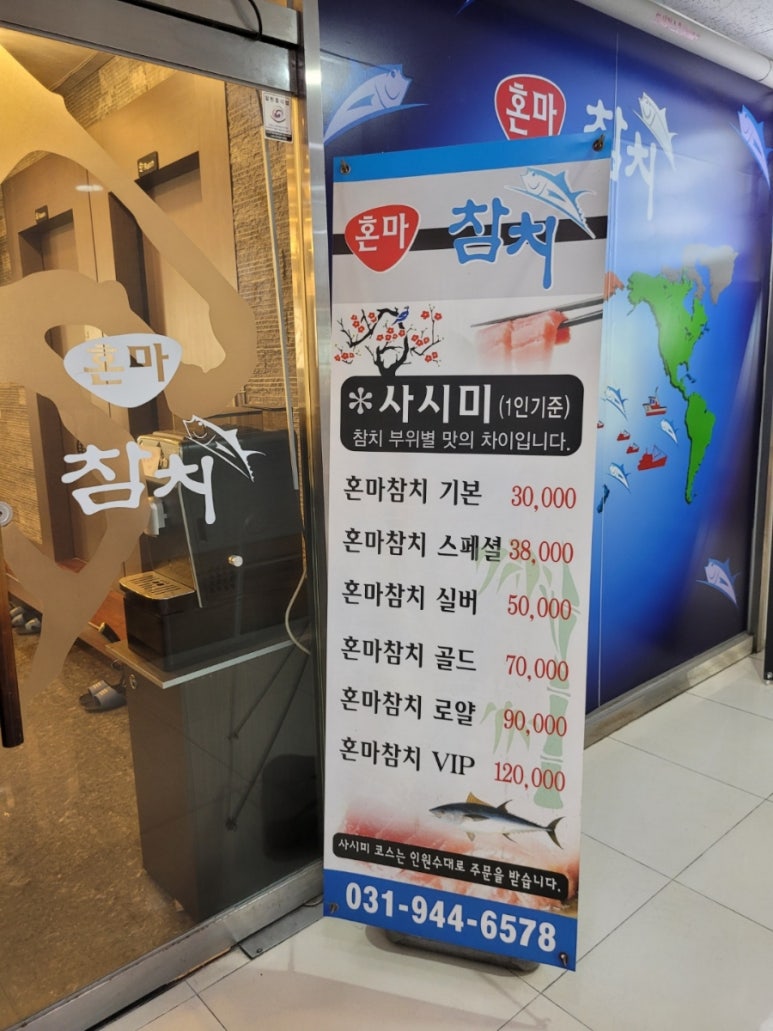 혼마
참치
혼마
참치
*사시미 (1인기준)
참치 부위별 맛의 차이입니다.
혼마참치 기본 30,000
혼마참치 스페셜 38,000
혼마참치 실버 50,000
혼마참치 골드 70,000
혼마참치 로얄 90,000
혼마참치 VIP 120,000
사시미 코스는 인원수대로 주문을 받습니다.
031-944-6578
혼마
참치